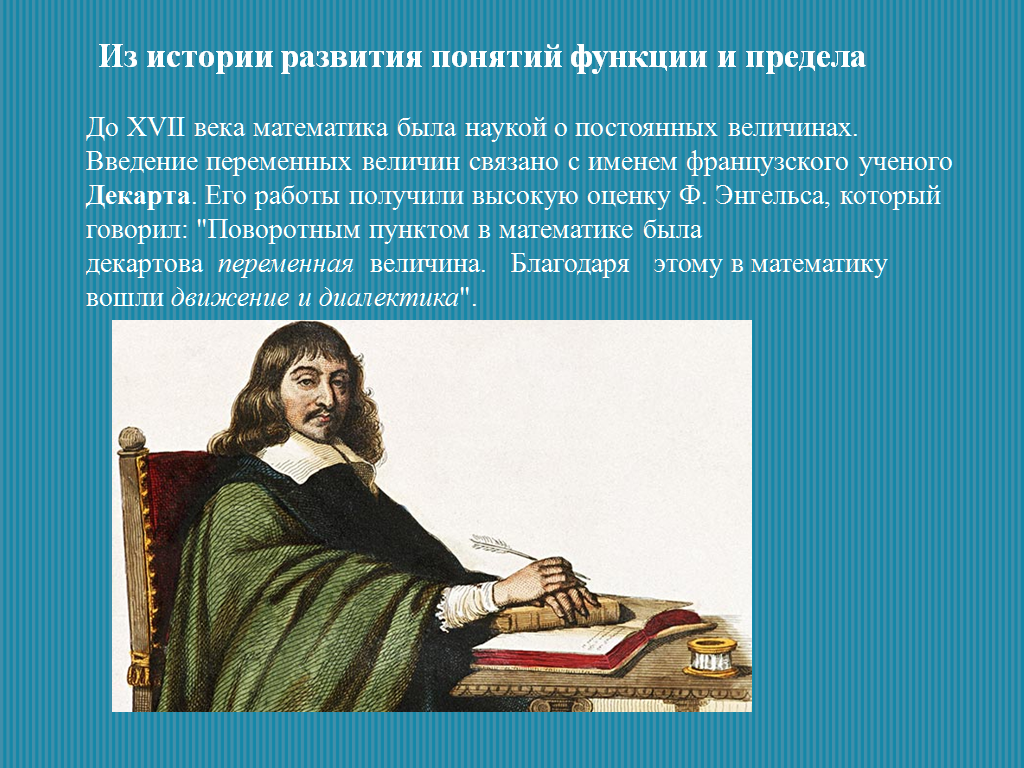 Из истории развития понятий функции и предела
До XVII века математика была наукой о постоянных величинах.
Введение переменных величин связано с именем французского ученого
Декарта. Его работы получили высокую оценку Ф. Энгельса, который
говорил: "Поворотным пунктом в математике была
декартова переменная величина. Благодаря этому в математику
вошли движение и диалектика".